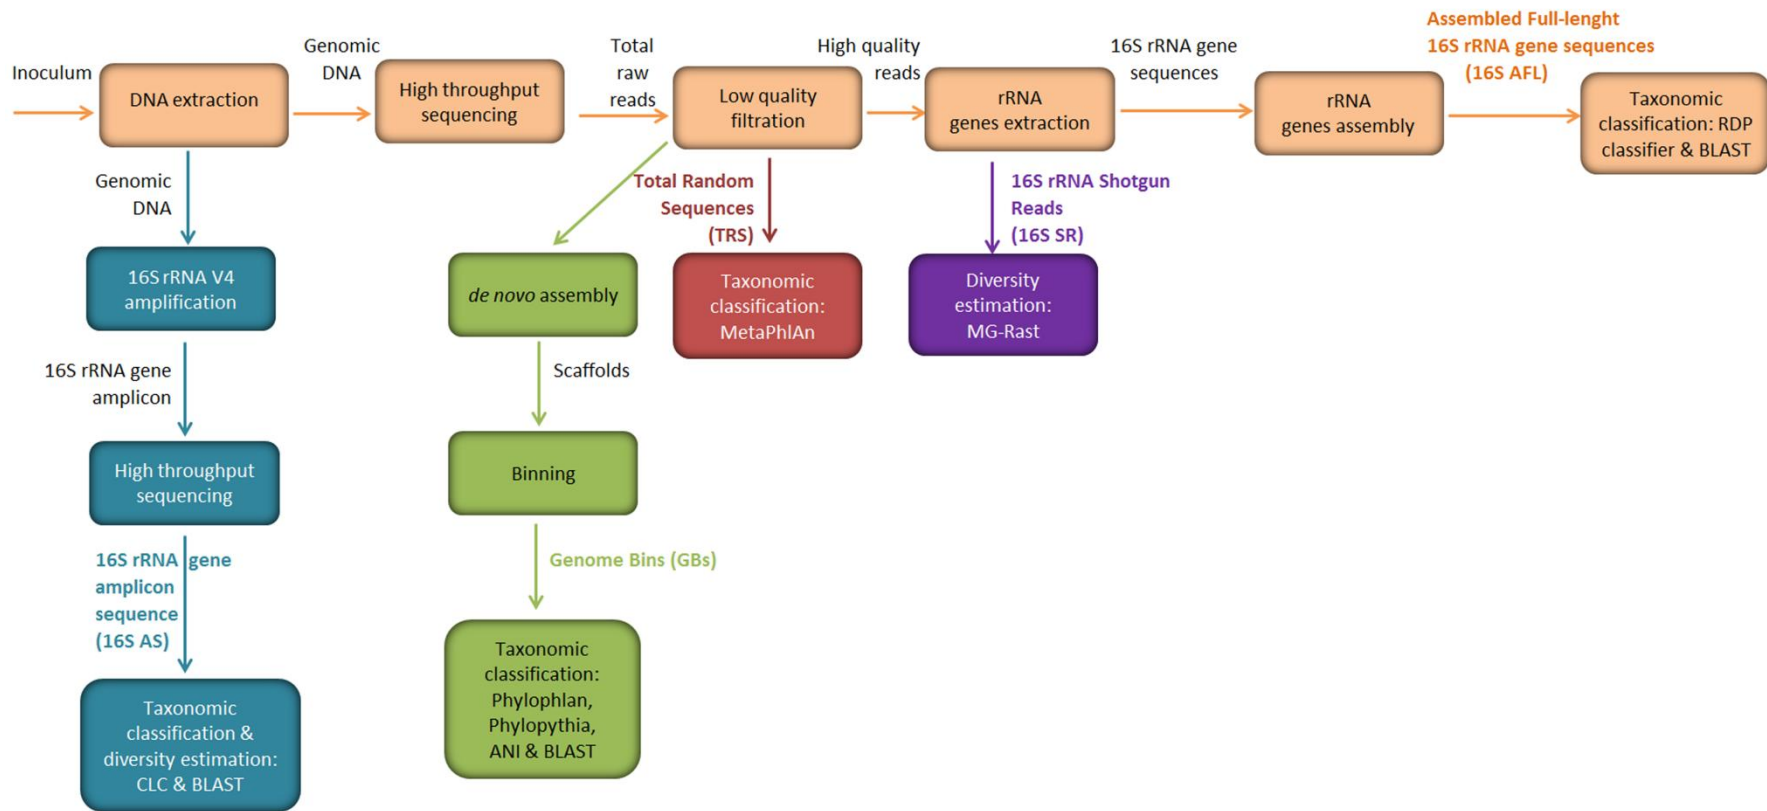 Inoculum
DNA extraction
Genomic
DNA
High throughput
sequencing
Total
raw
reads
Low quality
filtration
High quality
reads
rRNA
genes extraction
16S rRNA gene
sequences
rRNA
genes assembly
Assembled Full-lenght
16S rRNA gene sequences
(16S AFL)
Taxonomic
classification: RDP
classifier & BLAST
Genomic
DNA
16S rRNA V4
amplification
16S rRNA gene
amplicon
High throughput
sequencing
16S rRNA gene
amplicon
sequence
(16S AS)
Taxonomic
classification &
diversity estimation:
CLC & BLAST
de novo assembly
Scaffolds
Binning
Genome Bins (GBs)
Taxonomic
classification:
Phylophlan,
Phylopythia,
ANI & BLAST
Total Random
Sequences
(TRS)
Taxonomic
classification:
MetaPhlAn
16S rRNA Shotgun
Reads
(16S SR)
Diversity
estimation:
MG-Rast